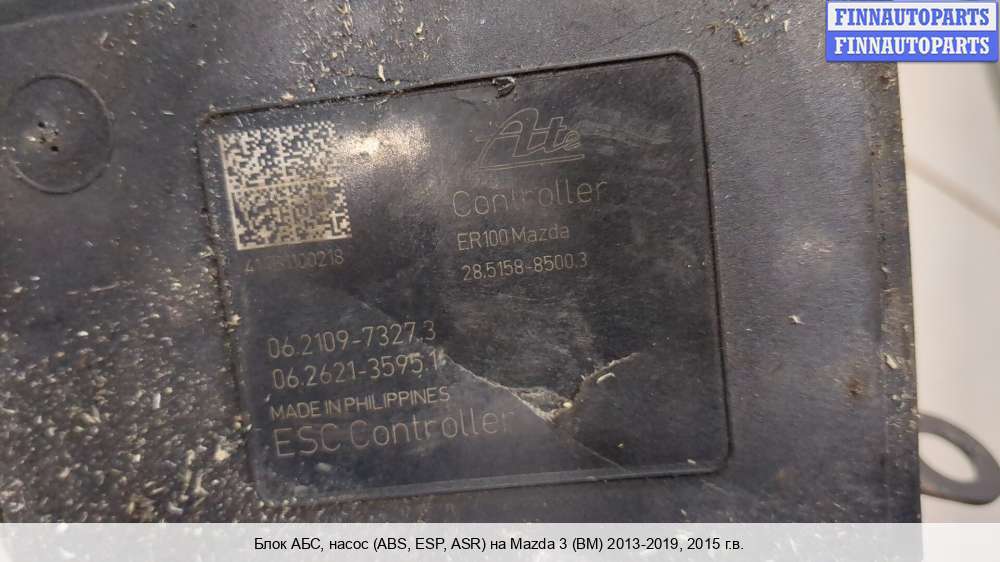 FINNAUTOPARTS
FINNAUTOPARTS
Ate
Controller
ER100 Mazda
28.5158-8500.3
06.2109-7327.3
06.2621-3595.1
MADE IN PHILIPPINES
ESC Controller
Блок АБС, насос (ABS, ESP, ASR) на Mazda 3 (BM) 2013-2019, 2015 г.в.